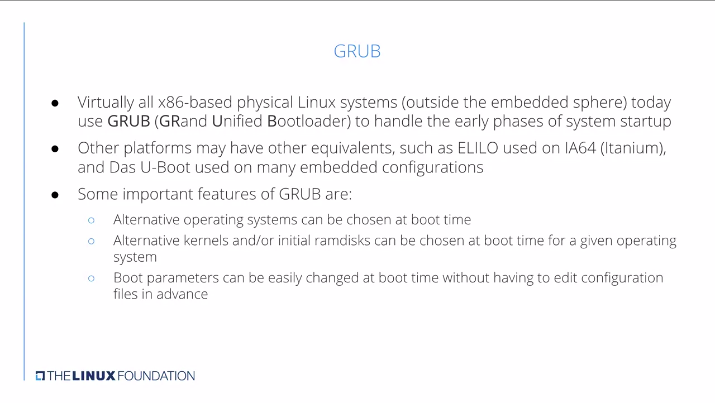 GRUB
● Virtually all x86-based physical Linux systems (outside the embedded sphere) today
use GRUB (GRand Unified Bootloader) to handle the early phases of system startup
● Other platforms may have other equivalents, such as ELILO used on IA64 (Itanium),
and Das U-Boot used on many embedded configurations
● Some important features of GRUB are:
○ Alternative operating systems can be chosen at boot time
○ Alternative kernels and/or initial ramdisks can be chosen at boot time for a given operating
system
○ Boot parameters can be easily changed at boot time without having to edit configuration
files in advance
THE LINUX FOUNDATION